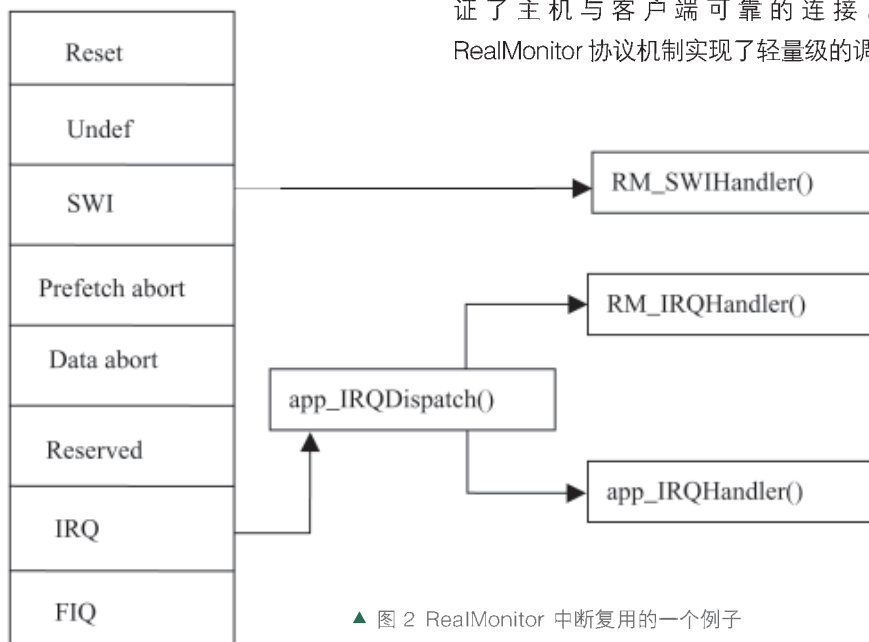 证了主机与客户端可靠的连接
RealMonitor 协议机制实现了轻量级的调
Reset
Undef
SWI
Prefetch abort
Data abort
Reserved
IRQ
FIQ
RM_SWIHandler()
RM_IRQHandler()
app_IRQDispatch()
app_IRQHandler()
▲ 图 2 RealMonitor 中断复用的一个例子